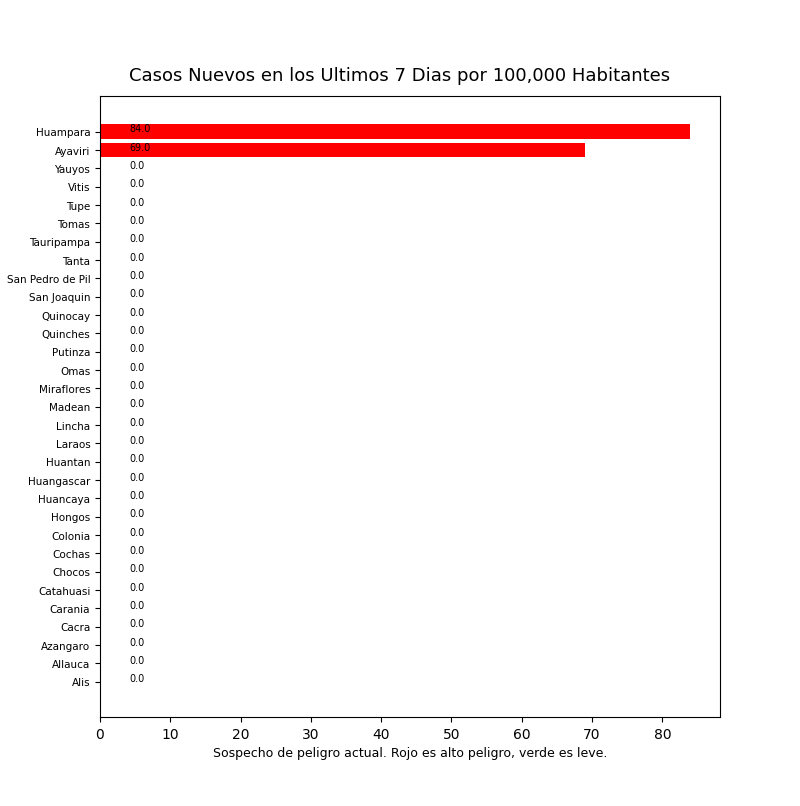 Casos Nuevos en los Ultimos 7 Dias por 100,000 Habitantes
Huampara 84.0
Ayaviri 69.0
Yauyos 0.0
Vitis 0.0
Tupe 0.0
Tomas 0.0
Tauripampa 0.0
Tanta 0.0
San Pedro de Pil 0.0
San Joaquin 0.0
Quinocay 0.0
Quinches 0.0
Putinza 0.0
Omas 0.0
Miraflores 0.0
Madean 0.0
Lincha 0.0
Laraos 0.0
Huantan 0.0
Huangascar 0.0
Huancaya 0.0
Hongos 0.0
Colonia 0.0
Cochas 0.0
Chocos 0.0
Catahuasi 0.0
Carania 0.0
Cacra 0.0
Azangaro 0.0
Allauca 0.0
Alis 0.0
0 10 20 30 40 50 60 70 80
Sospecho de peligro actual. Rojo es alto peligro, verde es leve.